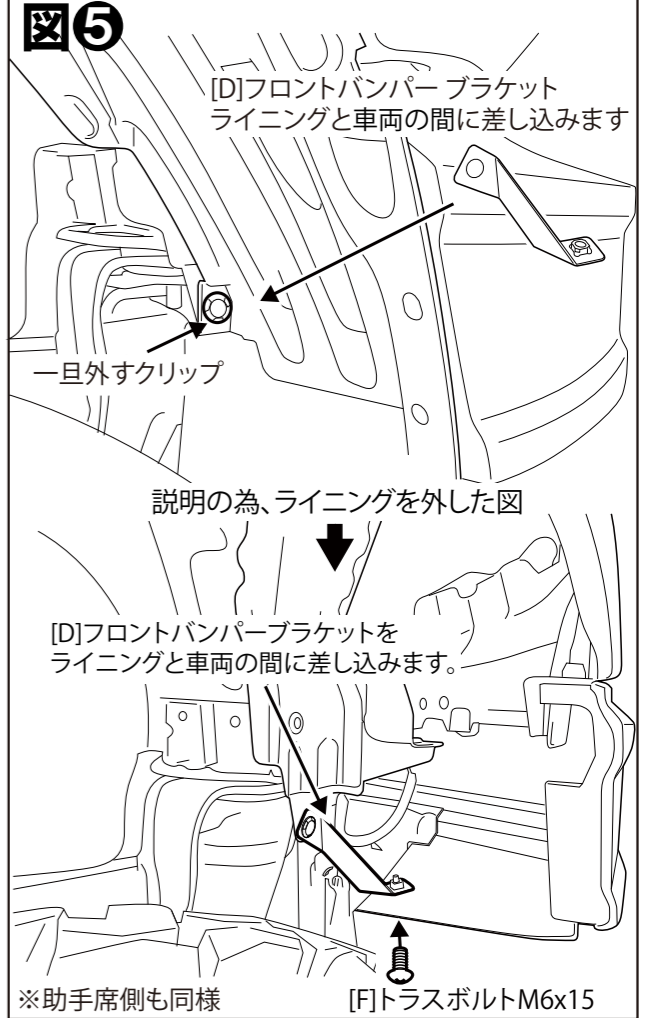 図❺
[D]フロントバンパー ブラケット
ライニングと車両の間に差し込みます
一旦外すクリップ
説明の為、ライニングを外した図
[D]フロントバンパーブラケットを
ライニングと車両の間に差し込みます。
※助手席側も同様
[F]トラスボルトM6x15